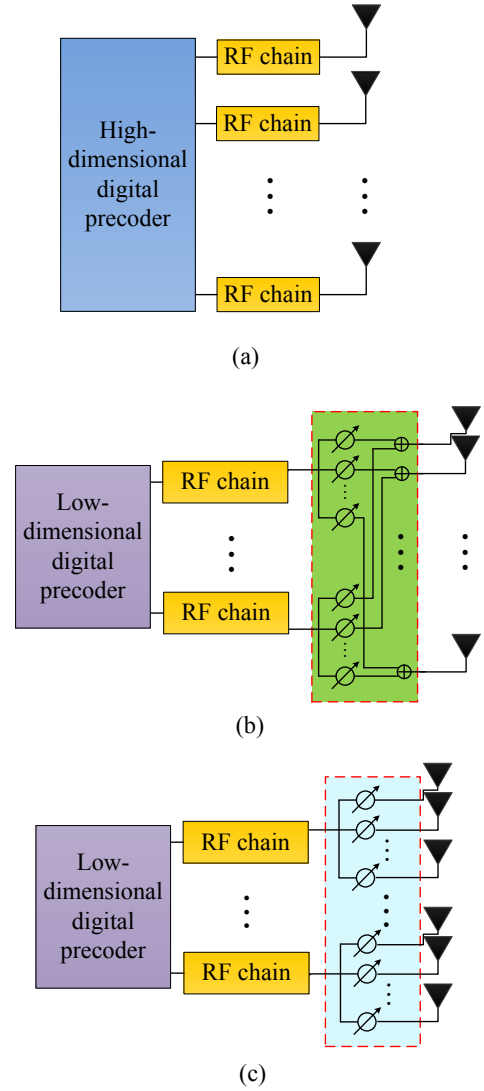 RF chain
RF chain
High-
dimensional
digital
precoder
RF chain
(a)
RF chain
Low-
dimensional
digital
precoder
RF chain
(b)
RF chain
Low-
dimensional
digital
precoder
RF chain
(c)